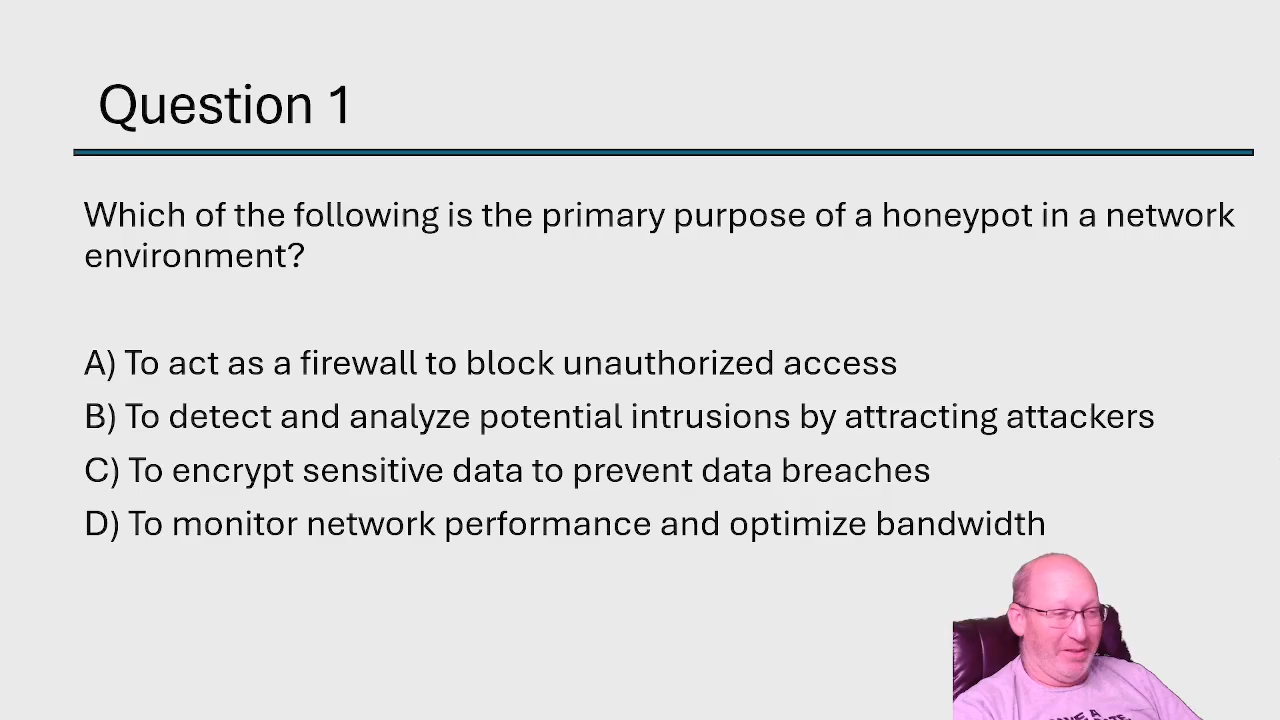 Question 1
Which of the following is the primary purpose of a honeypot in a network
environment?
A) To act as a firewall to block unauthorized access
B) To detect and analyze potential intrusions by attracting attackers
C) To encrypt sensitive data to prevent data breaches
D) To monitor network performance and optimize bandwidth
A